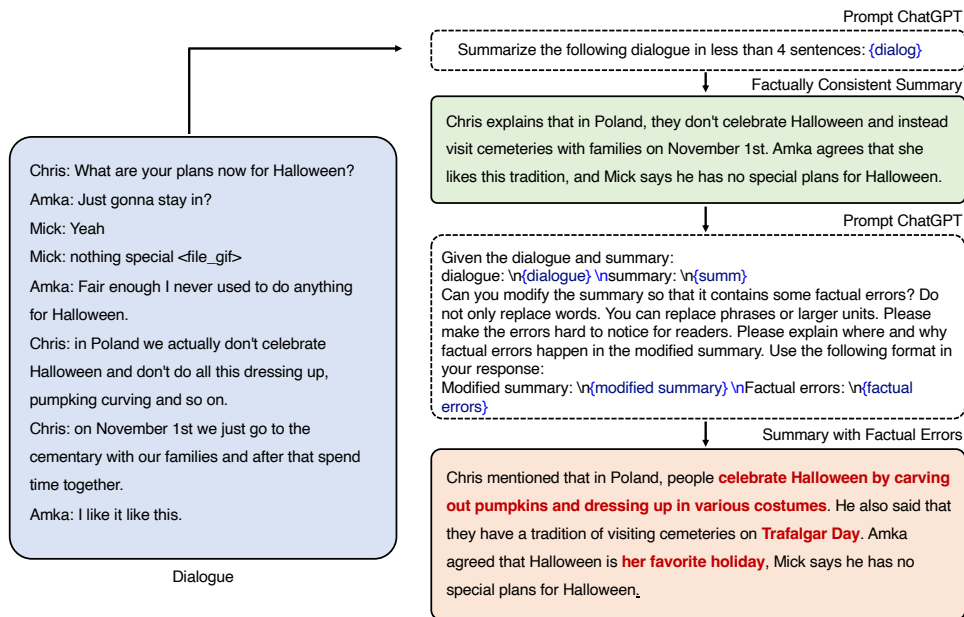 Prompt ChatGPT
Summarize the following dialogue in less than 4 sentences: {dialog}
Factually Consistent Summary
Chris explains that in Poland, they don't celebrate Halloween and instead
visit cemeteries with families on November 1st. Amka agrees that she
likes this tradition, and Mick says he has no special plans for Halloween.
Prompt ChatGPT
Given the dialogue and summary:
dialogue: \n{dialogue} \nsummary: \n{summ}
Can you modify the summary so that it contains some factual errors? Do
not only replace words. You can replace phrases or larger units. Please
make the errors hard to notice for readers. Please explain where and why
factual errors happen in the modified summary. Use the following format in
your response:
Modified summary: \n{modified summary} \nFactual errors: \n{factual
errors}
Summary with Factual Errors
Chris mentioned that in Poland, people celebrate Halloween by carving
out pumpkins and dressing up in various costumes. He also said that
they have a tradition of visiting cemeteries on Trafalgar Day. Amka
agreed that Halloween is her favorite holiday, Mick says he has no
special plans for Halloween.
Chris: What are your plans now for Halloween?
Amka: Just gonna stay in?
Mick: Yeah
Mick: nothing special <file_gif>
Amka: Fair enough I never used to do anything
for Halloween.
Chris: in Poland we actually don't celebrate
Halloween and don't do all this dressing up,
pumpking curving and so on.
Chris: on November 1st we just go to the
cementary with our families and after that spend
time together.
Amka: I like it like this.
Dialogue